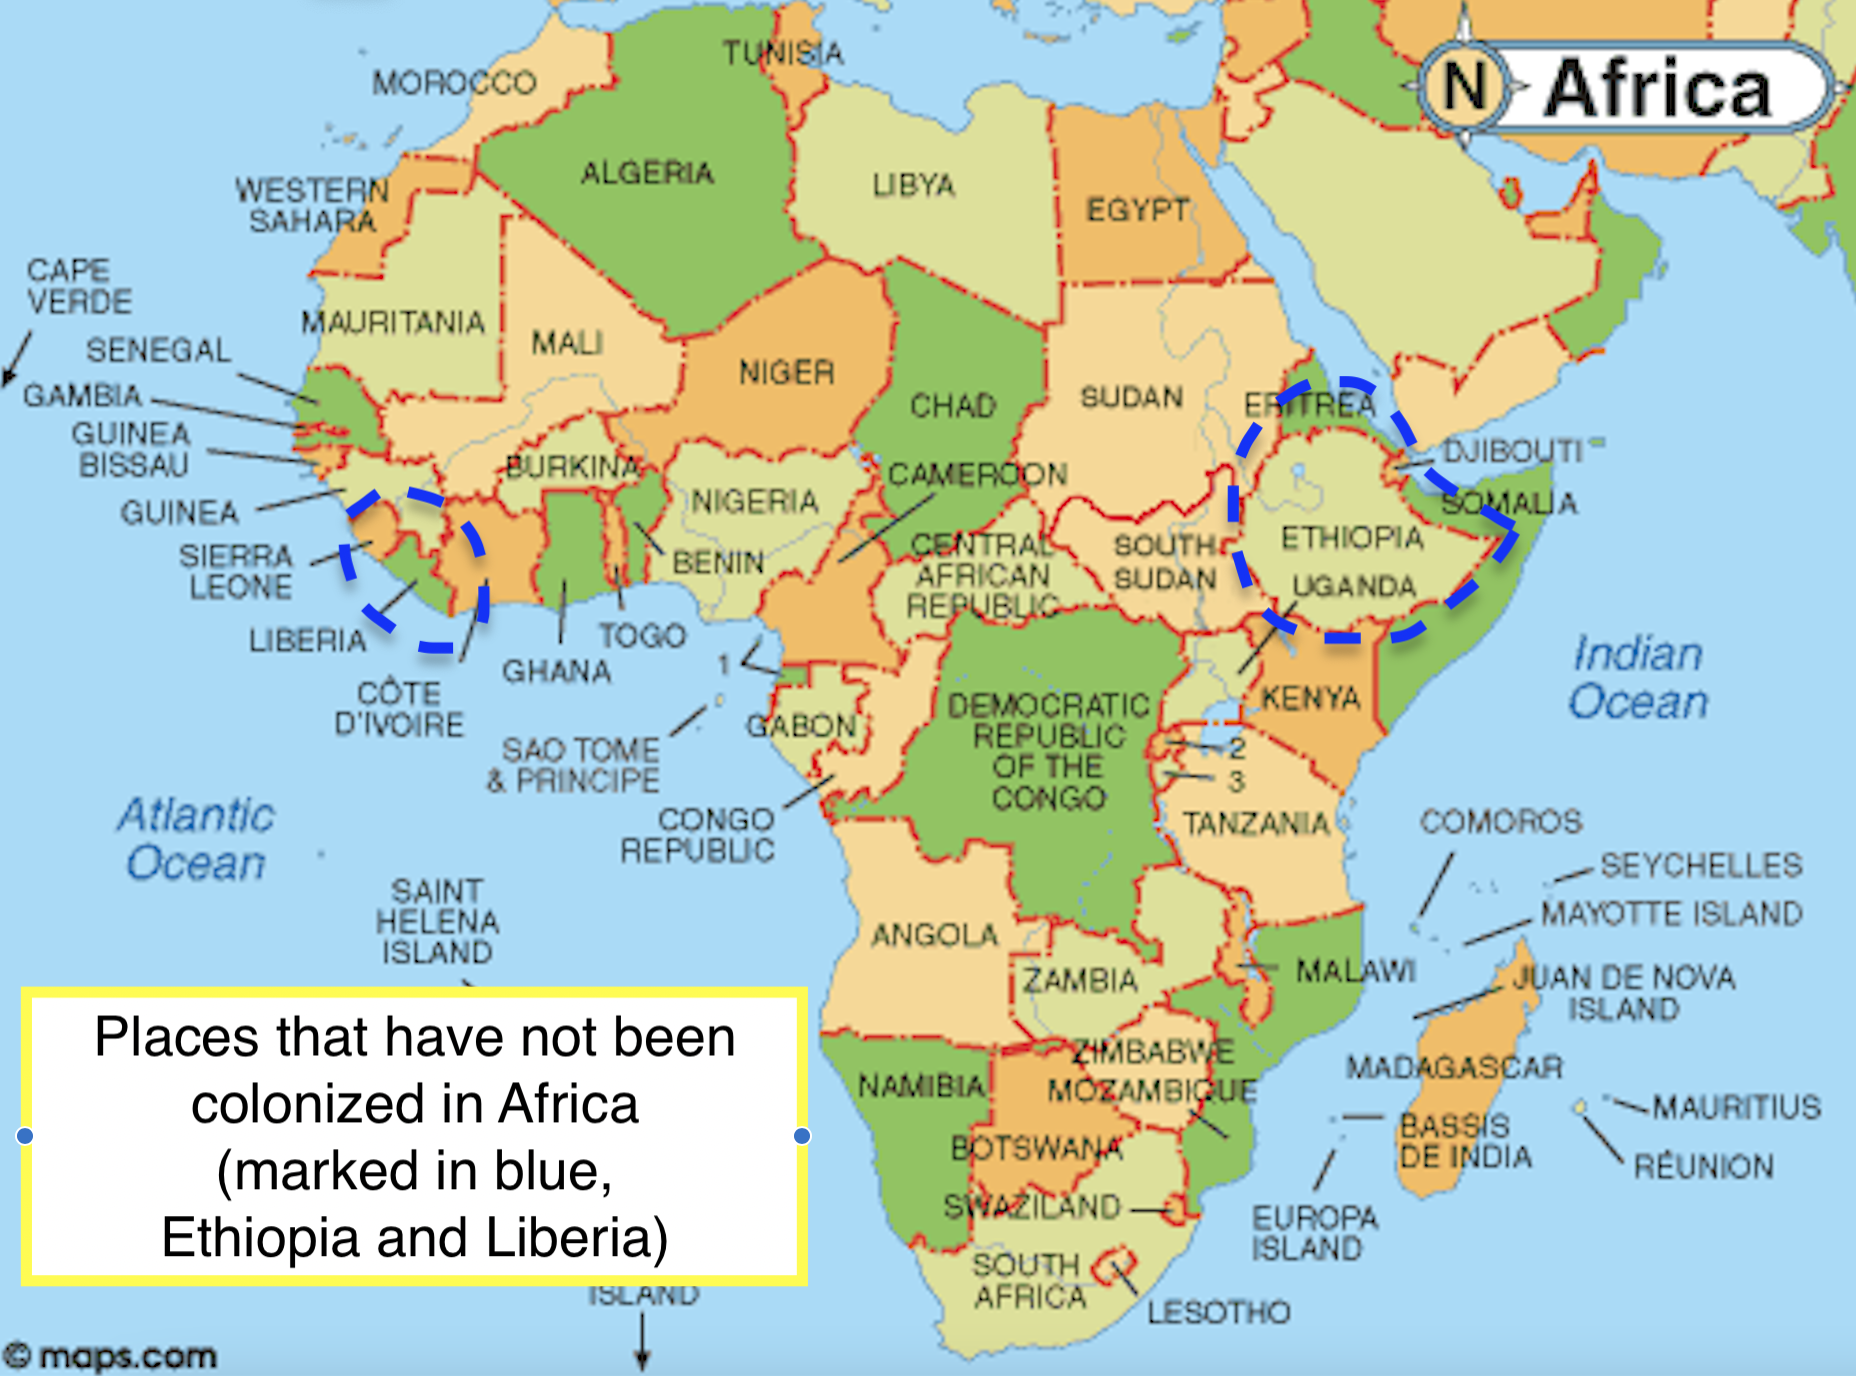 N Africa
TUNISIA
MOROCCO
ALGERIA
LIBYA
EGYPT
WESTERN
SAHARA
CAPE
VERDE
MAURITANIA
MALI
NIGER
CHAD
SUDAN
ERITREA
SENEGAL
GAMBIA
GUINEA
BISSAU
GUINEA
SIERRA
LEONE
LIBERIA
CÔTE
D'IVOIRE
BURKINA
GHANA
TOGO
BENIN
NIGERIA
CAMEROON
CENTRAL
AFRICAN
REPUBLIC
SOUTH
SUDAN
DJIBOUTI
SOMALIA
ETHIOPIA
UGANDA
KENYA
1
GABON
SAO TOME
& PRINCIPE
CONGO
REPUBLIC
DEMOCRATIC
REPUBLIC
OF THE
CONGO
2
3
TANZANIA
Indian
Ocean
Atlantic
Ocean
SAINT
HELENA
ISLAND
ANGOLA
ZAMBIA
MALAWI
COMOROS
SEYCHELLES
MAYOTTE ISLAND
JUAN DE NOVA
ISLAND
MADAGASCAR
MAURITIUS
RÉUNION
BASSIS
DE INDIA
EUROPA
ISLAND
ZIMBABWE
MOZAMBIQUE
NAMIBIA
BOTSWANA
SWAZILAND
SOUTH
AFRICA
LESOTHO
Places that have not been
colonized in Africa
(marked in blue,
Ethiopia and Liberia)
ISLAND
© maps.com